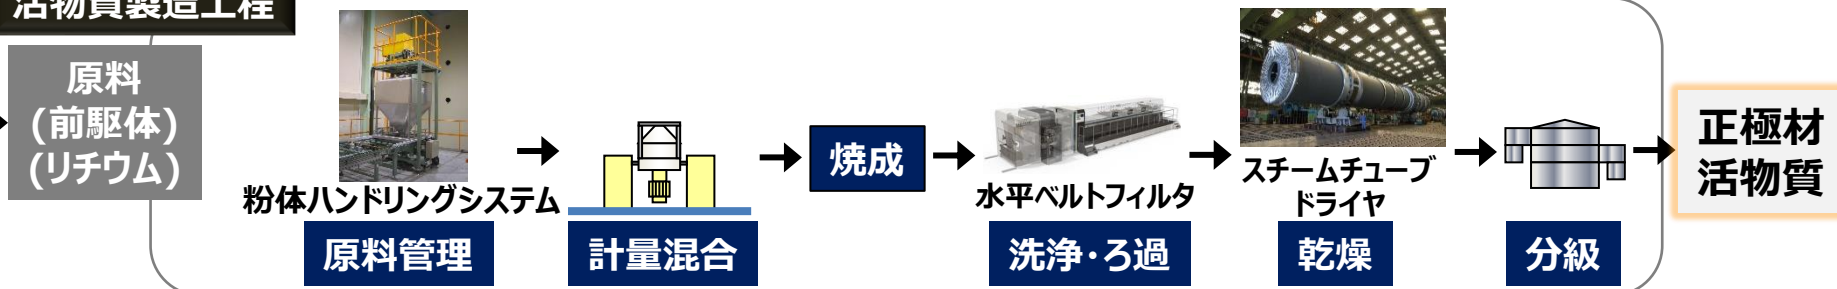 活物質製造工程
原料
(前駆体)
(リチウム)
粉体ハンドリングシステム
原料管理
計量混合
焼成
水平ベルトフィルタ
洗浄・ろ過
スチームチューブ
ドライヤ
乾燥
分級
正極材
活物質